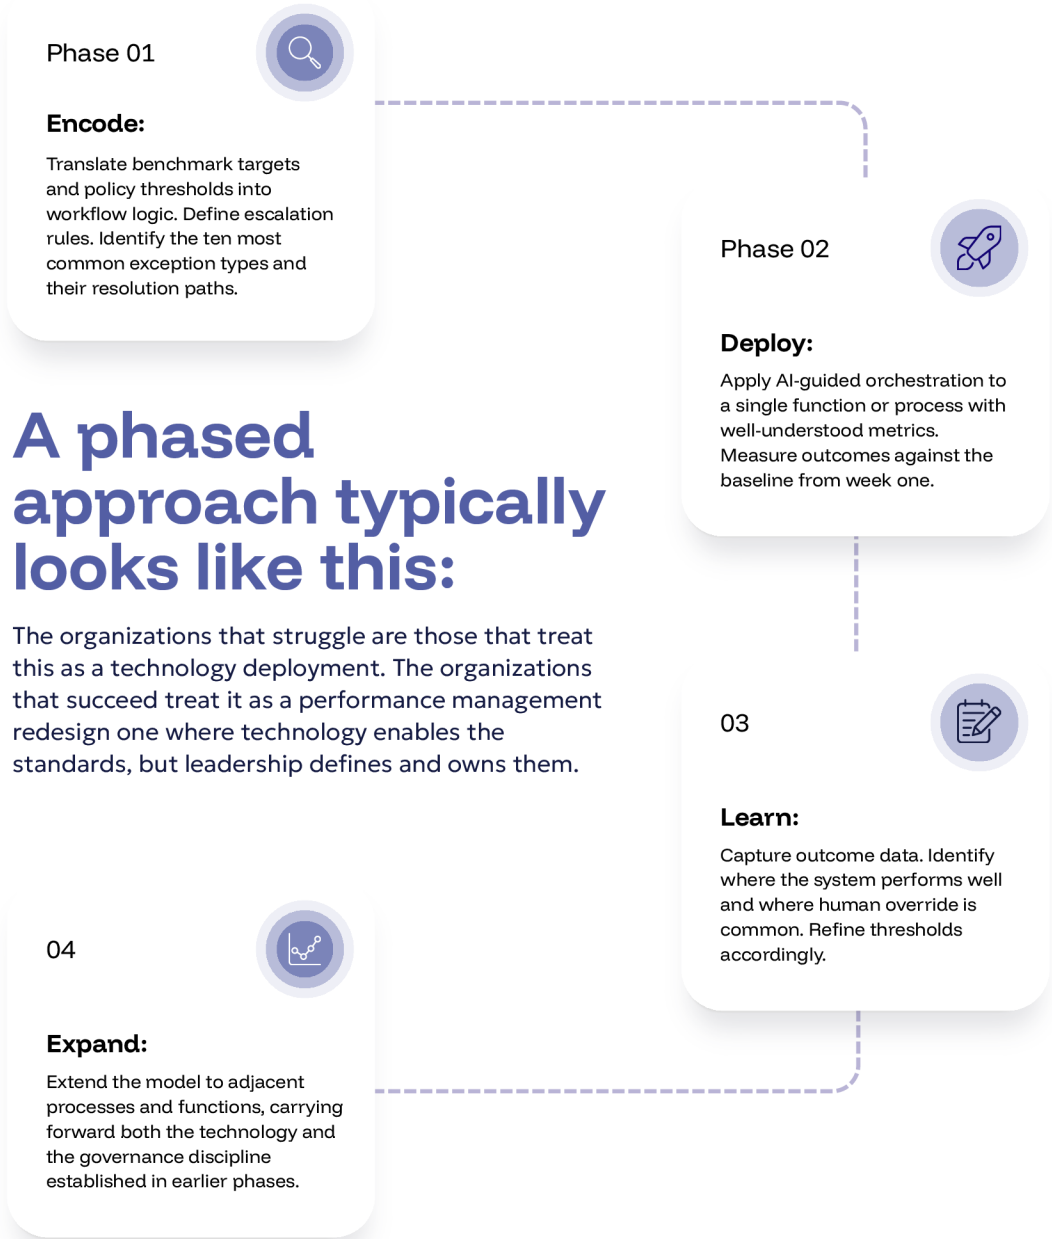 Phase 01
Encode:
Translate benchmark targets
and policy thresholds into
workflow logic. Define escalation
rules. Identify the ten most
common exception types and
their resolution paths.
Phase 02
Deploy:
Apply AI-guided orchestration to
a single function or process with
well-understood metrics.
Measure outcomes against the
baseline from week one.
A phased
approach typically
looks like this:
The organizations that struggle are those that treat
this as a technology deployment. The organizations
that succeed treat it as a performance management
redesign one where technology enables the
standards, but leadership defines and owns them.
03
Learn:
Capture outcome data. Identify
where the system performs well
and where human override is
common. Refine thresholds
accordingly.
04
Expand:
Extend the model to adjacent
processes and functions, carrying
forward both the technology and
the governance discipline
established in earlier phases.